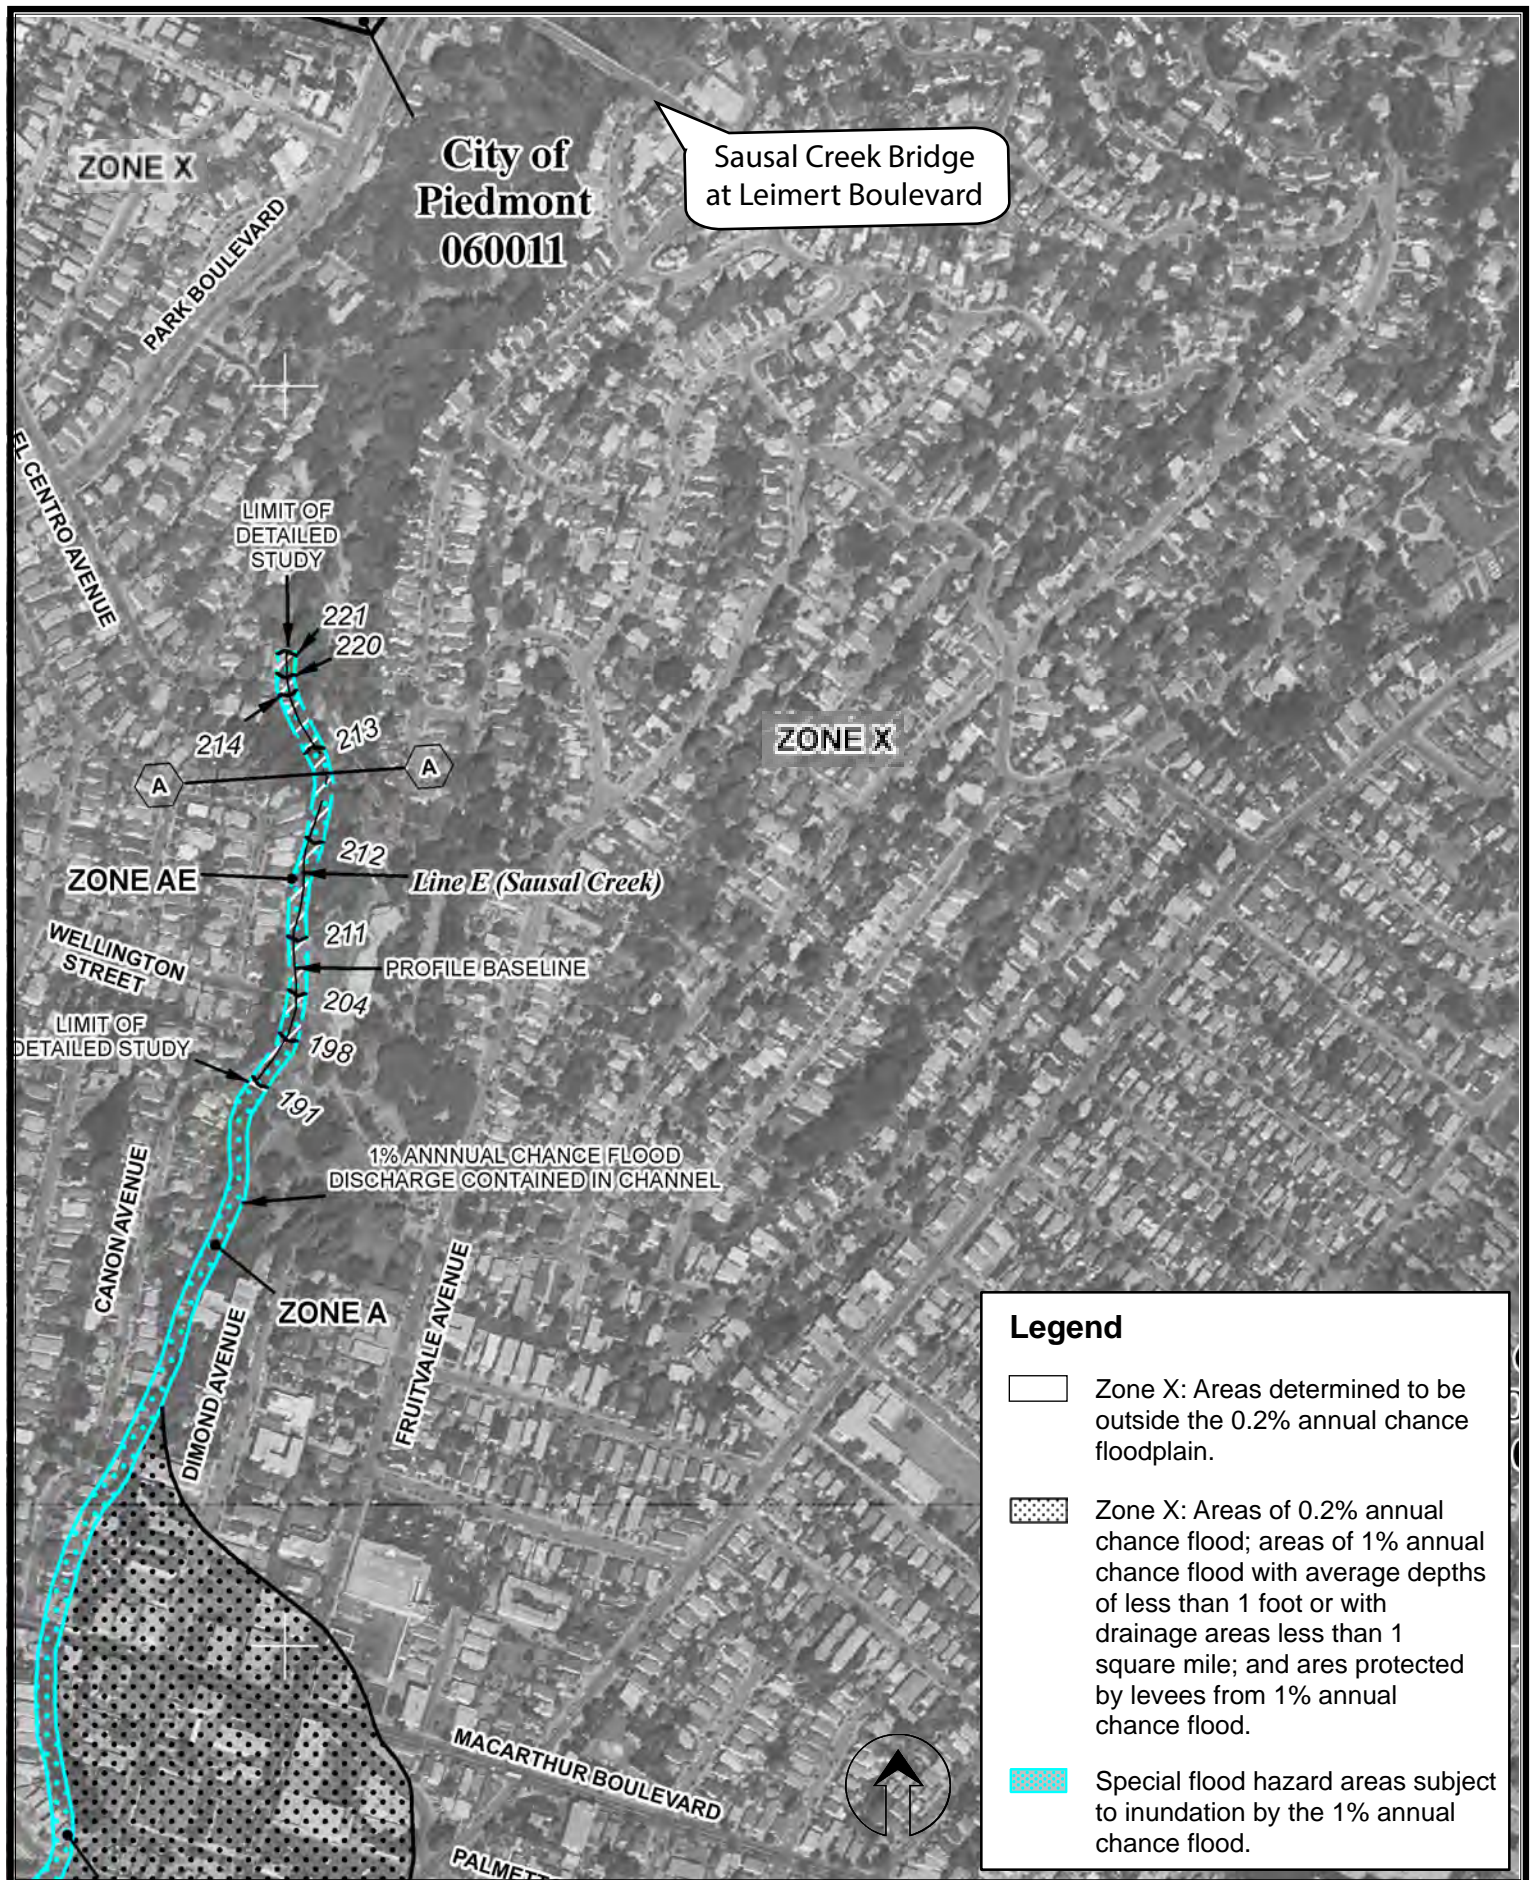 City of
Piedmont
060011
Sausal Creek Bridge
at Leimert Boulevard
ZONE X
PARK BOULEVARD
EL CENTRO AVENUE
LIMIT OF
DETAILED
STUDY
221
220
214
213
A
A
ZONE X
212
ZONE AE
Line E (Sausal Creek)
211
WELLINGTON
STREET
PROFILE BASELINE
204
LIMIT OF
DETAILED STUDY
198
191
1% ANNNUAL CHANCE FLOOD
DISCHARGE CONTAINED IN CHANNEL
CANON AVENUE
ZONE A
DIMOND AVENUE
FRUITVALE AVENUE
MACARTHUR BOULEVARD
PALMETT
Legend
Zone X: Areas determined to be
outside the 0.2% annual chance
floodplain.
Zone X: Areas of 0.2% annual
chance flood; areas of 1% annual
chance flood with average depths
of less than 1 foot or with
drainage areas less than 1
square mile; and ares protected
by levees from 1% annual
chance flood.
Special flood hazard areas subject
to inundation by the 1% annual
chance flood.